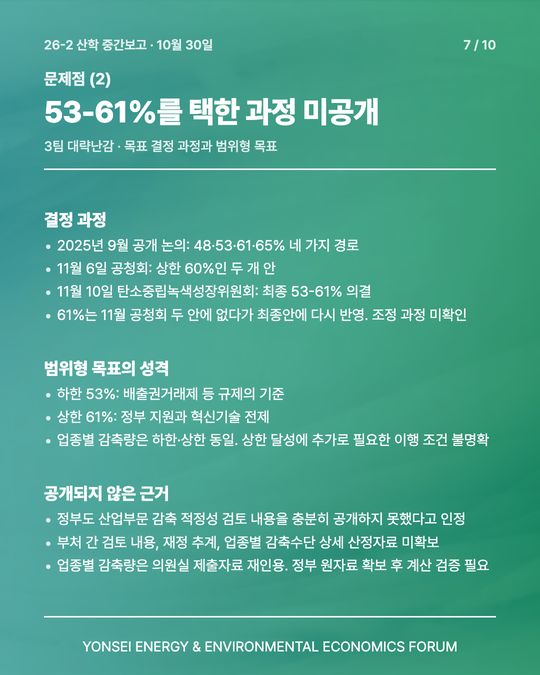 26-2 산학 중간보고 · 10월 30일
7 / 10
문제점 (2)
53-61%를 택한 과정 미공개
3팀 대략난감 · 목표 결정 과정과 범위형 목표
결정 과정
• 2025년 9월 공개 논의: 48·53·61·65% 네 가지 경로
• 11월 6일 공청회: 상한 60%인 두 개 안
• 11월 10일 탄소중립녹색성장위원회: 최종 53-61% 의결
• 61%는 11월 공청회 두 안에 없다가 최종안에 다시 반영. 조정 과정 미확인
범위형 목표의 성격
• 하한 53%: 배출권거래제 등 규제의 기준
• 상한 61%: 정부 지원과 혁신기술 전제
• 업종별 감축량은 하한·상한 동일. 상한 달성에 추가로 필요한 이행 조건 불명확
공개되지 않은 근거
• 정부도 산업부문 감축 적정성 검토 내용을 충분히 공개하지 못했다고 인정
• 부처 간 검토 내용, 재정 추계, 업종별 감축수단 상세 산정자료 미확보
• 업종별 감축량은 의원실 제출자료 재인용. 정부 원자료 확보 후 계산 검증 필요
YONSEI ENERGY & ENVIRONMENTAL ECONOMICS FORUM